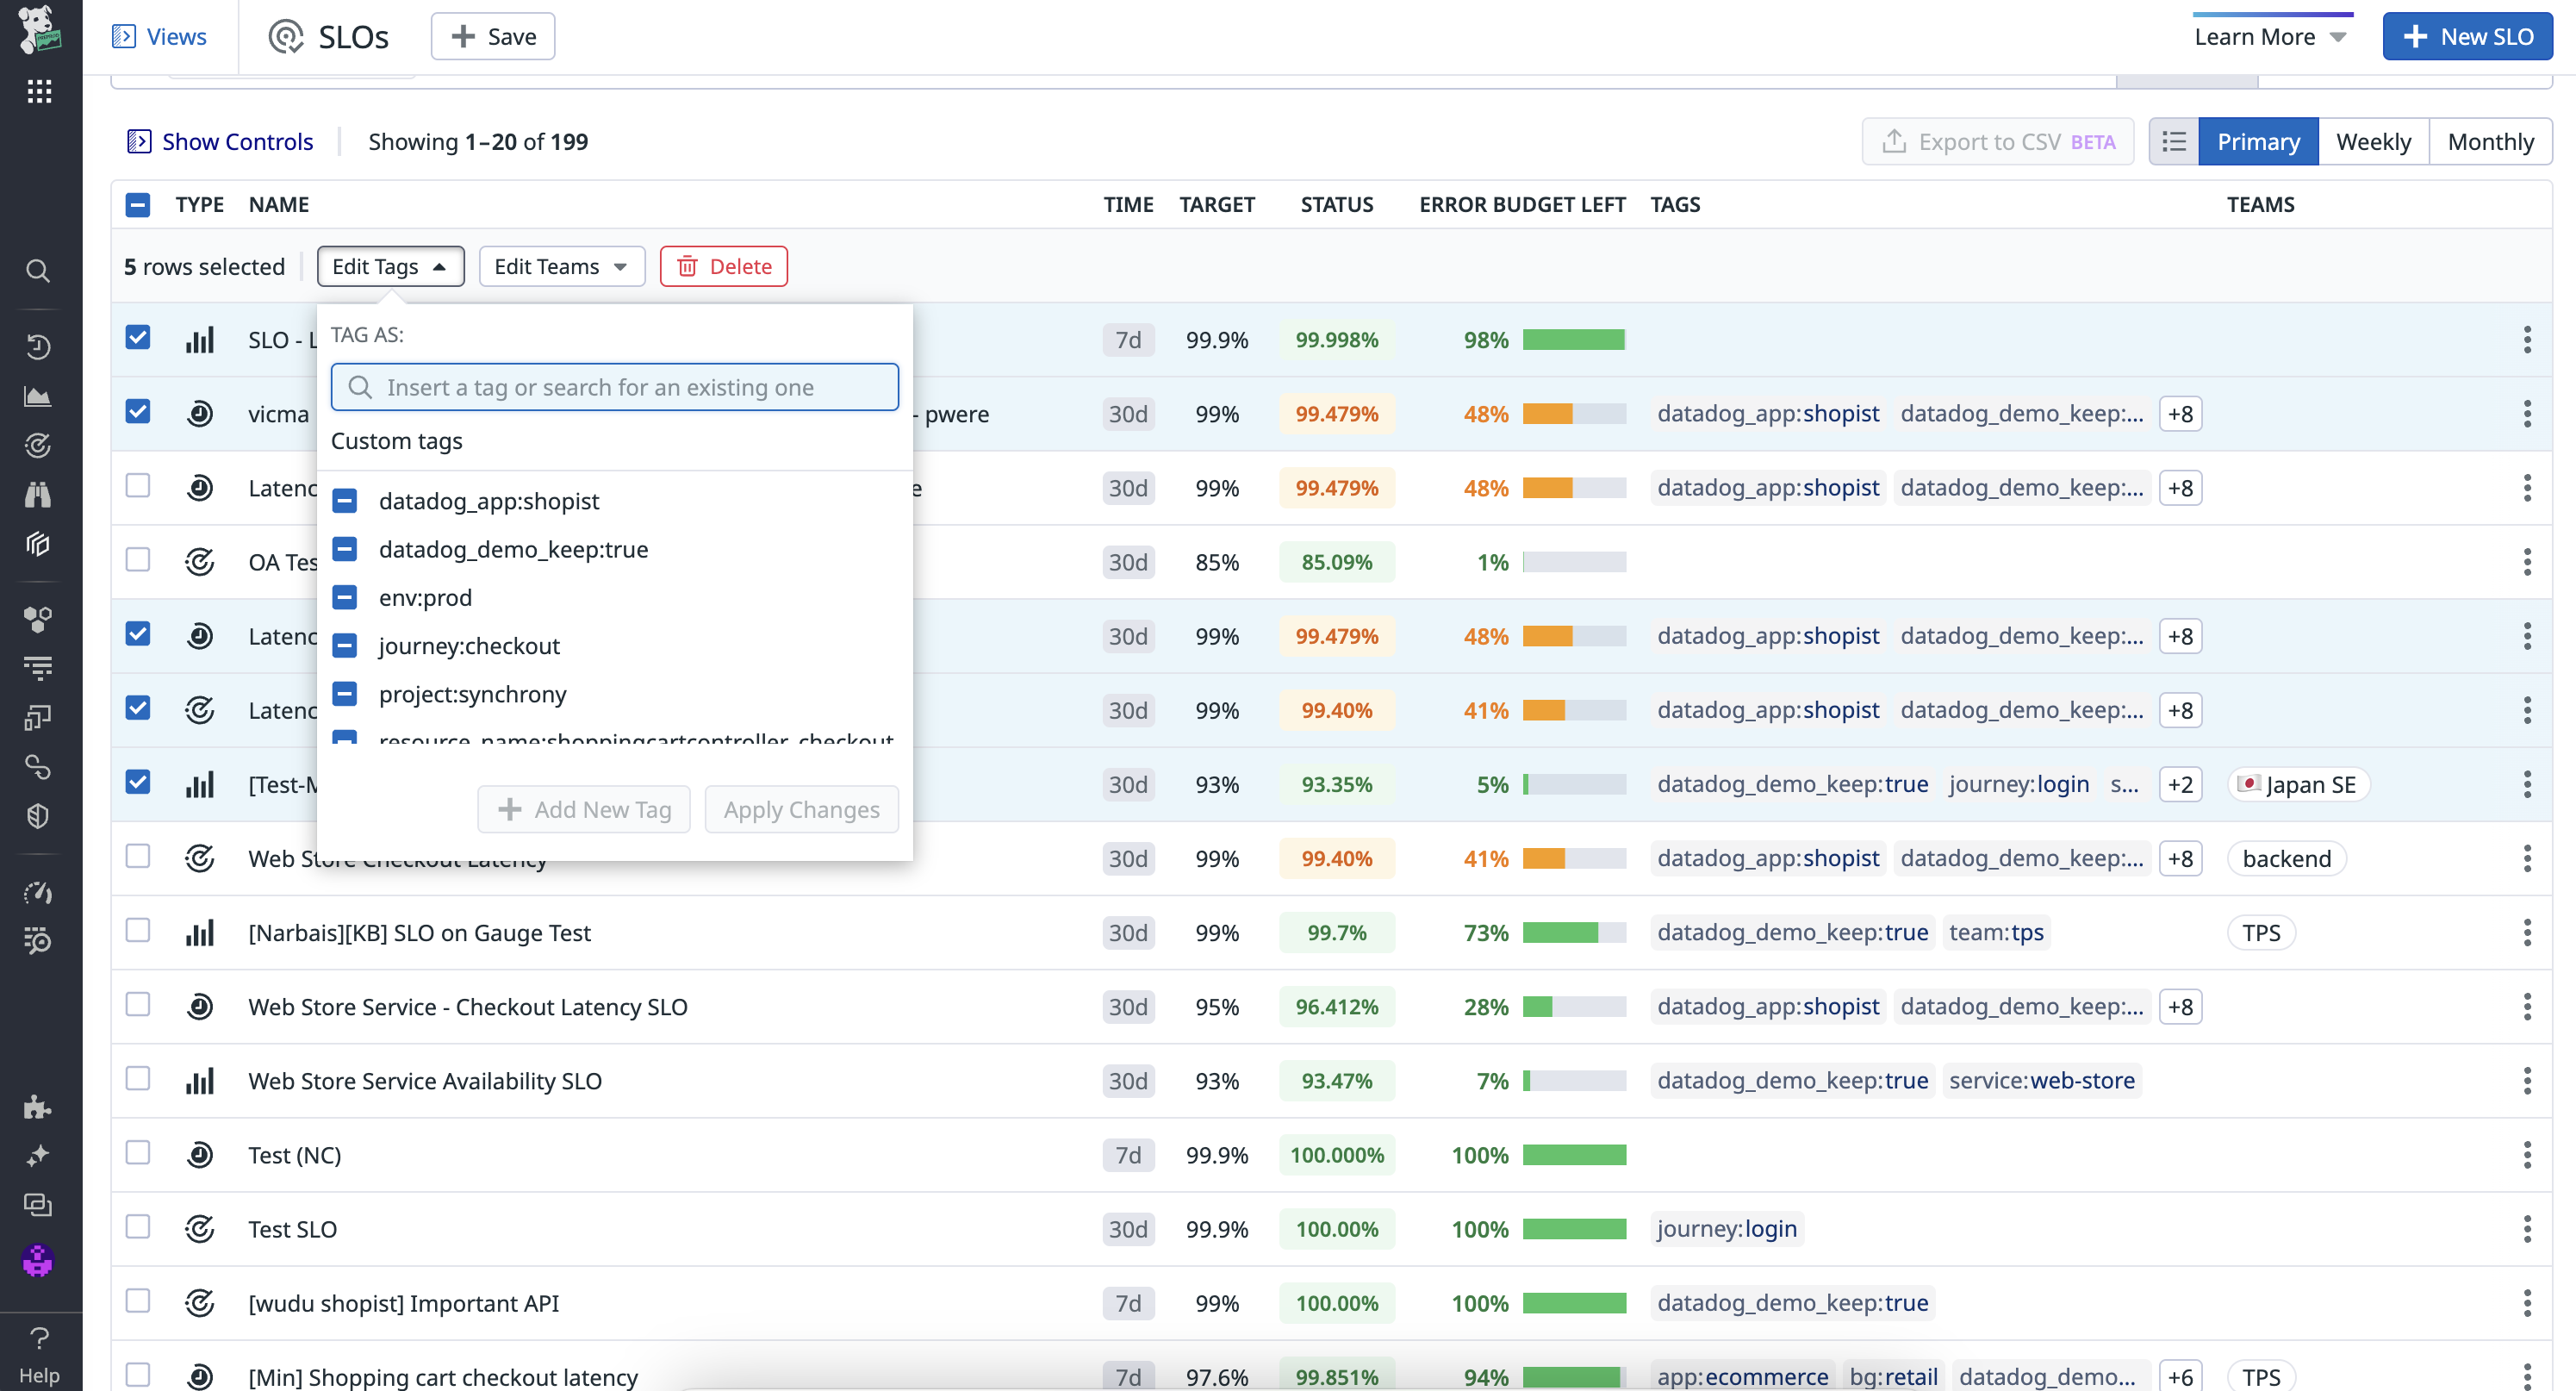 Views
SLOs
Save
Learn More
New SLO
Show Controls
Showing 1–20 of 199
Export to CSV BETA
Primary
Weekly
Monthly
TYPE NAME TIME TARGET STATUS ERROR BUDGET LEFT TAGS TEAMS
5 rows selected
Edit Tags
Edit Teams
Delete
TAG AS:
Insert a tag or search for an existing one
Custom tags
datadog_app:shopist
datadog_demo_keep:true
env:prod
journey:checkout
project:synchrony
resource_name:shoppingcartcontroller_checkout
Add New Tag
Apply Changes
SLO - L 7d 99.9% 99.998% 98%
vicma - pwere 30d 99% 99.479% 48% datadog_app:shopist datadog_demo_keep:... +8
Latenc e 30d 99% 99.479% 48% datadog_app:shopist datadog_demo_keep:... +8
OA Tes 30d 85% 85.09% 1%
Latenc 30d 99% 99.479% 48% datadog_app:shopist datadog_demo_keep:... +8
Latenc 30d 99% 99.40% 41% datadog_app:shopist datadog_demo_keep:... +8
[Test-M 30d 93% 93.35% 5% datadog_demo_keep:true journey:login s... +2 Japan SE
Web Store Checkout Latency 30d 99% 99.40% 41% datadog_app:shopist datadog_demo_keep:... +8 backend
[Narbais][KB] SLO on Gauge Test 30d 99% 99.7% 73% datadog_demo_keep:true team:tps TPS
Web Store Service - Checkout Latency SLO 30d 95% 96.412% 28% datadog_app:shopist datadog_demo_keep:... +8
Web Store Service Availability SLO 30d 93% 93.47% 7% datadog_demo_keep:true service:web-store
Test (NC) 7d 99.9% 100.000% 100%
Test SLO 30d 99.9% 100.00% 100% journey:login
[wudu shopist] Important API 7d 99% 100.00% 100% datadog_demo_keep:true
[Min] Shopping cart checkout latency 7d 97.6% 99.851% 94% app:ecommerce bg:retail datadog_demo... +6 TPS
Help